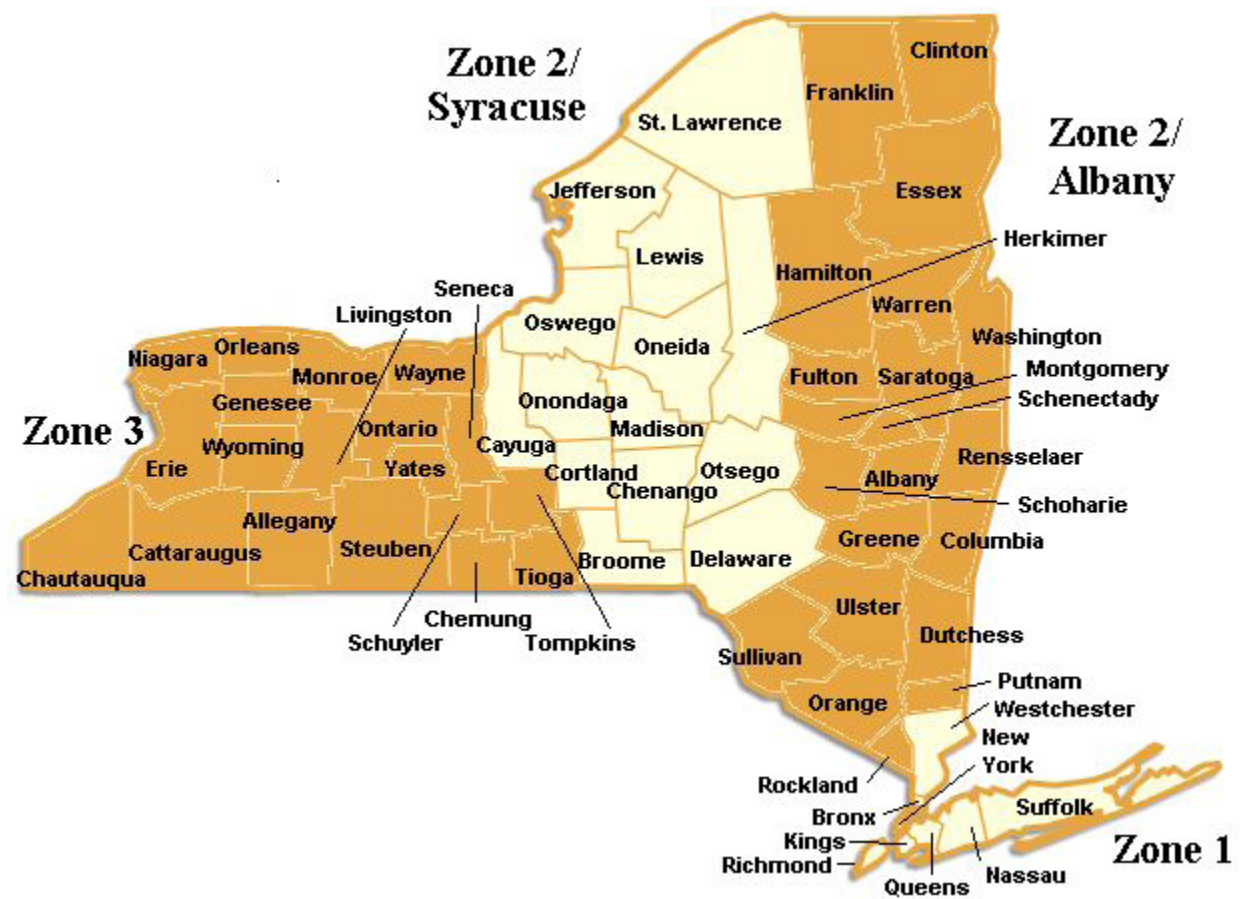 Zone 2/
Syracuse
Clinton
Franklin
St. Lawrence
Zone 2/
Albany
Jefferson
Essex
Herkimer
Lewis
Hamilton
Seneca
Livingston
Warren
Oswego
Washington
Oneida
Orleans
Niagara
Monroe
Wayne
Fulton
Saratoga
Montgomery
Schenectady
Genesee
Onondaga
Zone 3
Ontario
Madison
Wyoming
Cayuga
Rensselaer
Erie
Yates
Cortland
Otsego
Albany
Chenango
Schoharie
Allegany
Steuben
Greene
Columbia
Cattaraugus
Broome
Delaware
Chautauqua
Tioga
Ulster
Chemung
Schuyler
Tompkins
Dutchess
Sullivan
Putnam
Orange
Westchester
New
York
Rockland
Suffolk
Bronx
Kings
Zone 1
Richmond
Nassau
Queens